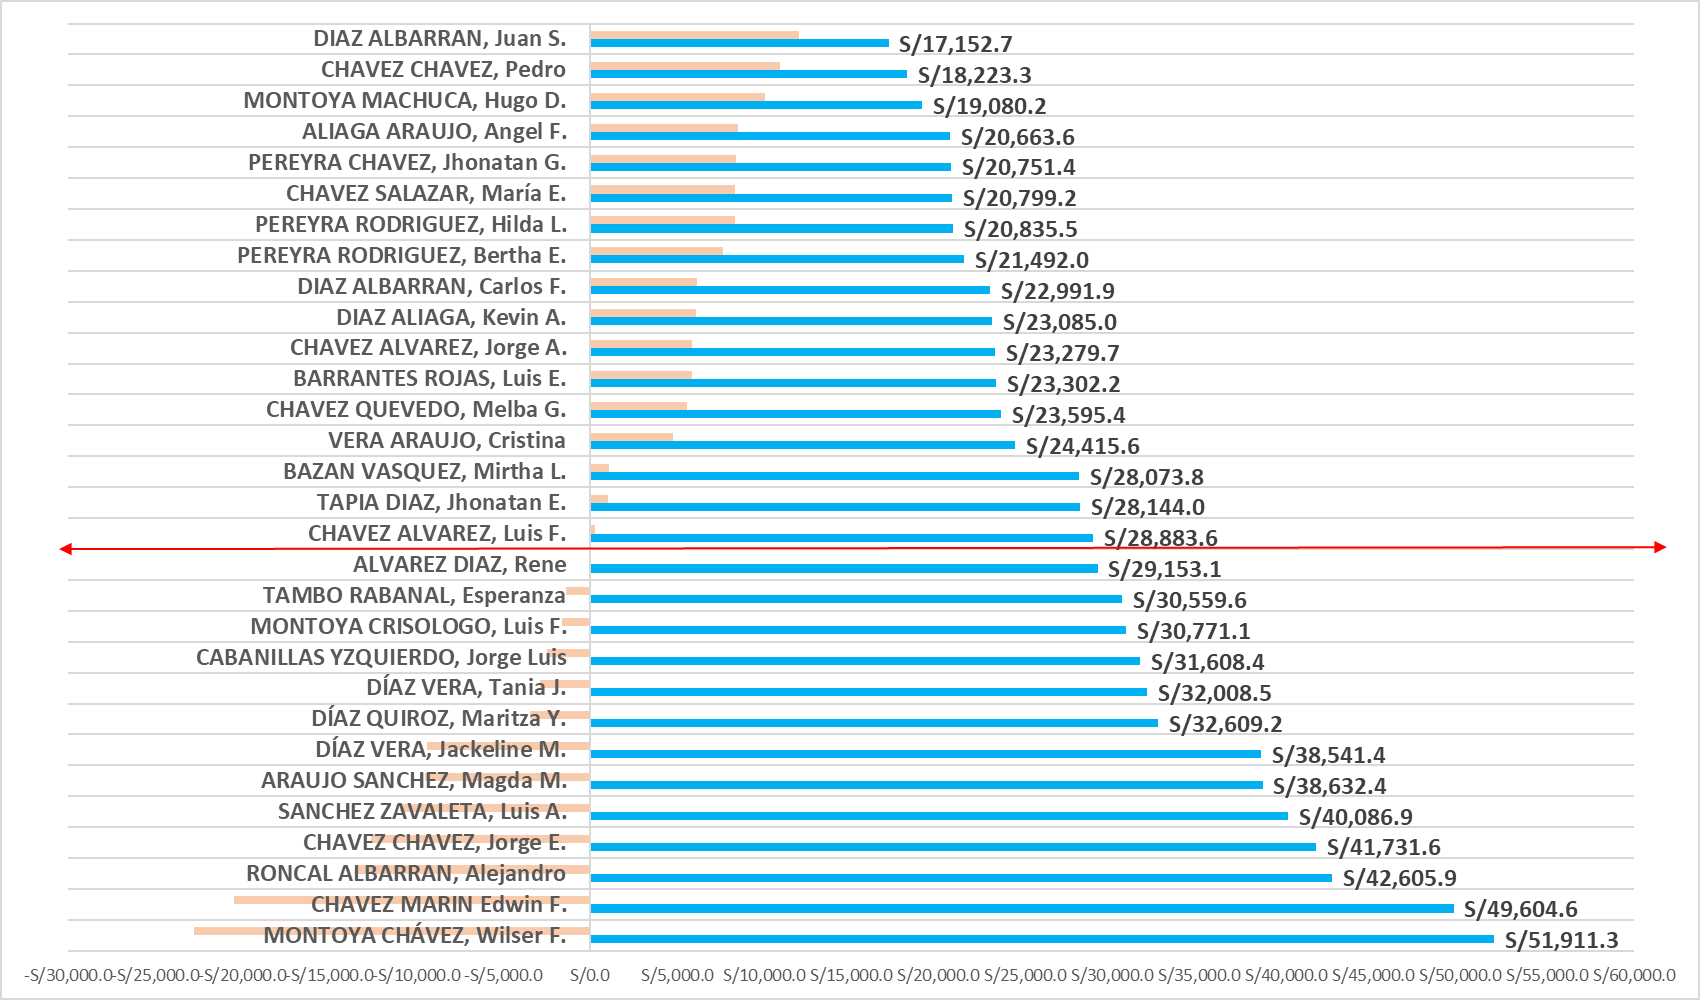 DIAZ ALBARRAN, Juan S. S/17,152.7
CHAVEZ CHAVEZ, Pedro S/18,223.3
MONTOYA MACHUCA, Hugo D. S/19,080.2
ALIAGA ARAUJO, Angel F. S/20,663.6
PEREYRA CHAVEZ, Jhonatan G. S/20,751.4
CHAVEZ SALAZAR, María E. S/20,799.2
PEREYRA RODRIGUEZ, Hilda L. S/20,835.5
PEREYRA RODRIGUEZ, Bertha E. S/21,492.0
DIAZ ALBARRAN, Carlos F. S/22,991.9
DIAZ ALIAGA, Kevin A. S/23,085.0
CHAVEZ ALVAREZ, Jorge A. S/23,279.7
BARRANTES ROJAS, Luis E. S/23,302.2
CHAVEZ QUEVEDO, Melba G. S/23,595.4
VERA ARAUJO, Cristina S/24,415.6
BAZAN VASQUEZ, Mirtha L. S/28,073.8
TAPIA DIAZ, Jhonatan E. S/28,144.0
CHAVEZ ALVAREZ, Luis F. S/28,883.6
ALVAREZ DIAZ, Rene S/29,153.1
TAMBO RABANAL, Esperanza S/30,559.6
MONTOYA CRISOLOGO, Luis F. S/30,771.1
CABANILLAS YZQUIERDO, Jorge Luis S/31,608.4
DÍAZ VERA, Tania J. S/32,008.5
DÍAZ QUIROZ, Maritza Y. S/32,609.2
DÍAZ VERA, Jackeline M. S/38,541.4
ARAUJO SANCHEZ, Magda M. S/38,632.4
SANCHEZ ZAVALETA, Luis A. S/40,086.9
CHAVEZ CHAVEZ, Jorge E. S/41,731.6
RONCAL ALBARRAN, Alejandro S/42,605.9
CHAVEZ MARIN Edwin F. S/49,604.6
MONTOYA CHÁVEZ, Wilser F. S/51,911.3
-S/30,000.0 -S/25,000.0 -S/20,000.0 -S/15,000.0 -S/10,000.0 -S/5,000.0 S/0.0 S/5,000.0 S/10,000.0 S/15,000.0 S/20,000.0 S/25,000.0 S/30,000.0 S/35,000.0 S/40,000.0 S/45,000.0 S/50,000.0 S/55,000.0 S/60,000.0